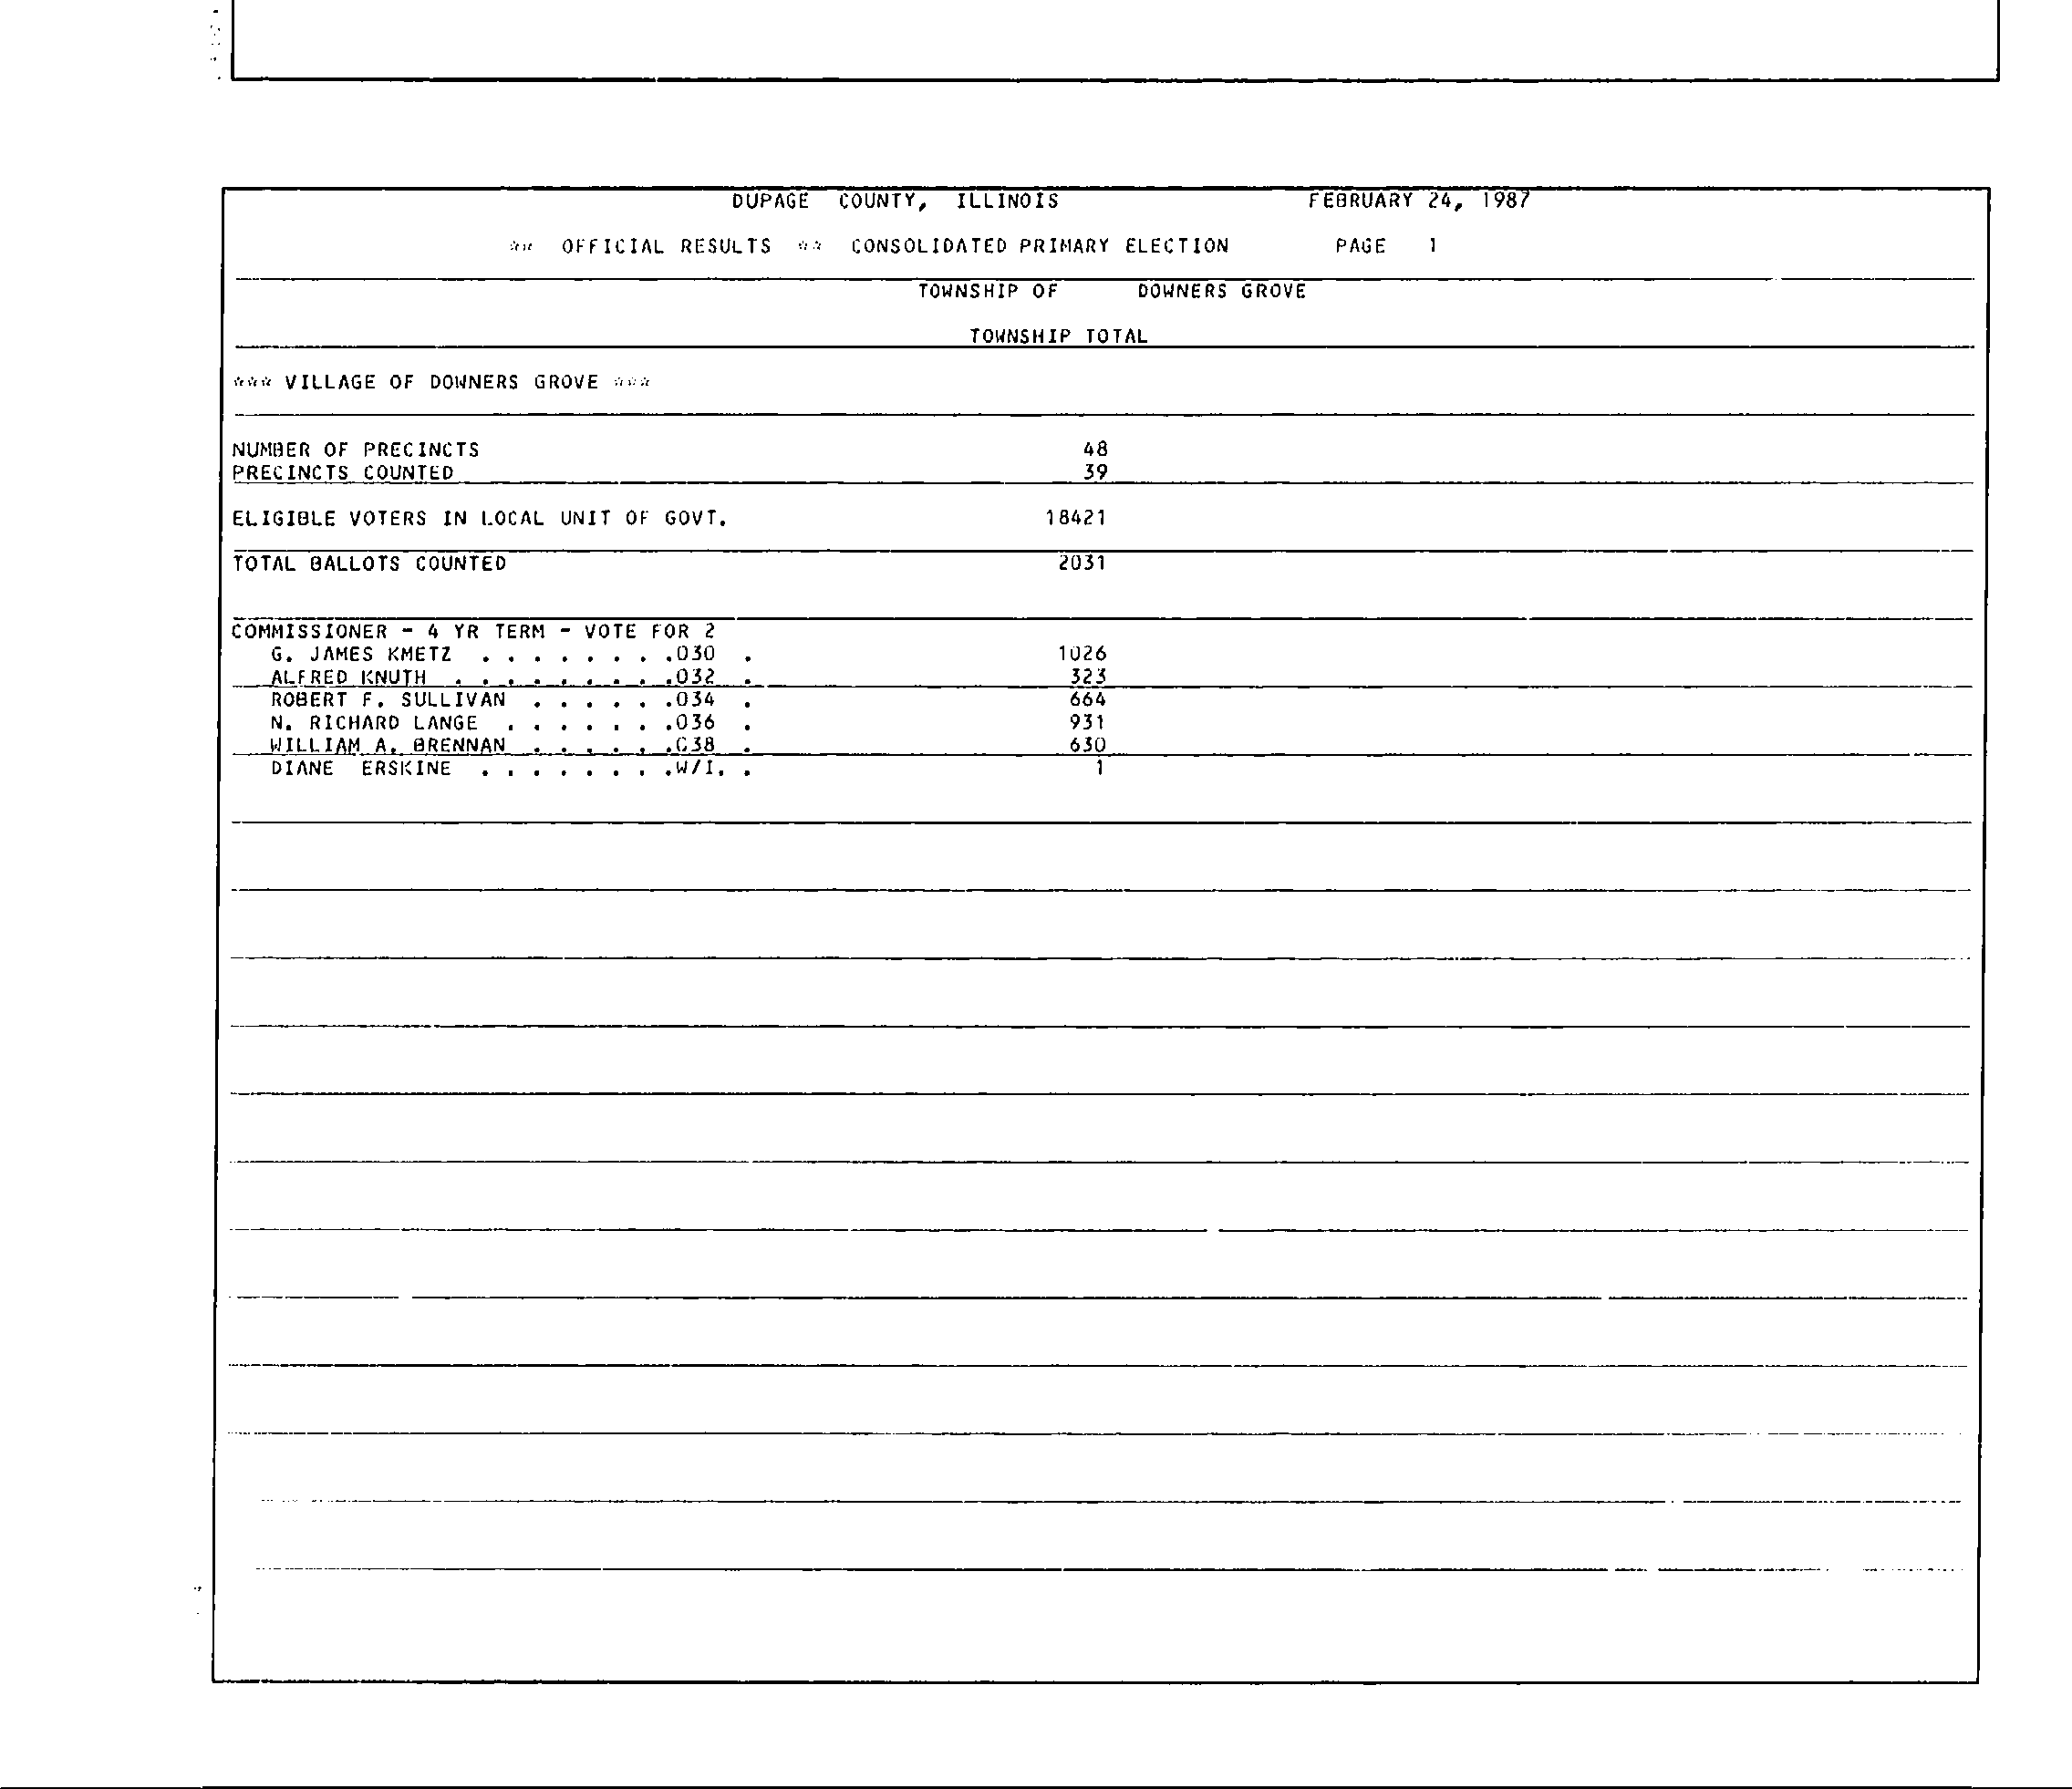 DUPAGE COUNTY, ILLINOIS FEBRUARY 24, 1987
** OFFICIAL RESULTS ** CONSOLIDATED PRIMARY ELECTION PAGE 1
TOWNSHIP OF DOWNERS GROVE
TOWNSHIP TOTAL
*** VILLAGE OF DOWNERS GROVE ***
NUMBER OF PRECINCTS 48
PRECINCTS COUNTED 39
ELIGIBLE VOTERS IN LOCAL UNIT OF GOVT. 18421
TOTAL BALLOTS COUNTED 2031
COMMISSIONER - 4 YR TERM - VOTE FOR 2
G. JAMES KMETZ . . . . . . . .030 . 1026
ALFRED KNUTH . . . . . . . . .032 . 323
ROBERT F. SULLIVAN . . . . . .034 . 664
N. RICHARD LANGE . . . . . . .036 . 931
WILLIAM A. BRENNAN . . . . . .038 . 630
DIANE ERSKINE . . . . . . . .W/I. . 1